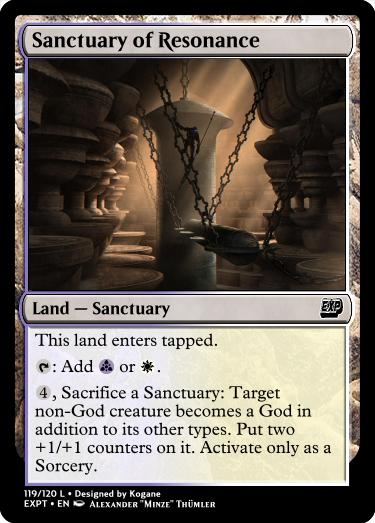 Sanctuary of Resonance
Land — Sanctuary
EXP
This land enters tapped.
: Add or .
4, Sacrifice a Sanctuary: Target
non-God creature becomes a God in
addition to its other types. Put two
+1/+1 counters on it. Activate only as a
Sorcery.
119/120 L • Designed by Kogane
EXPT • EN Alexander "Minze" Thümler